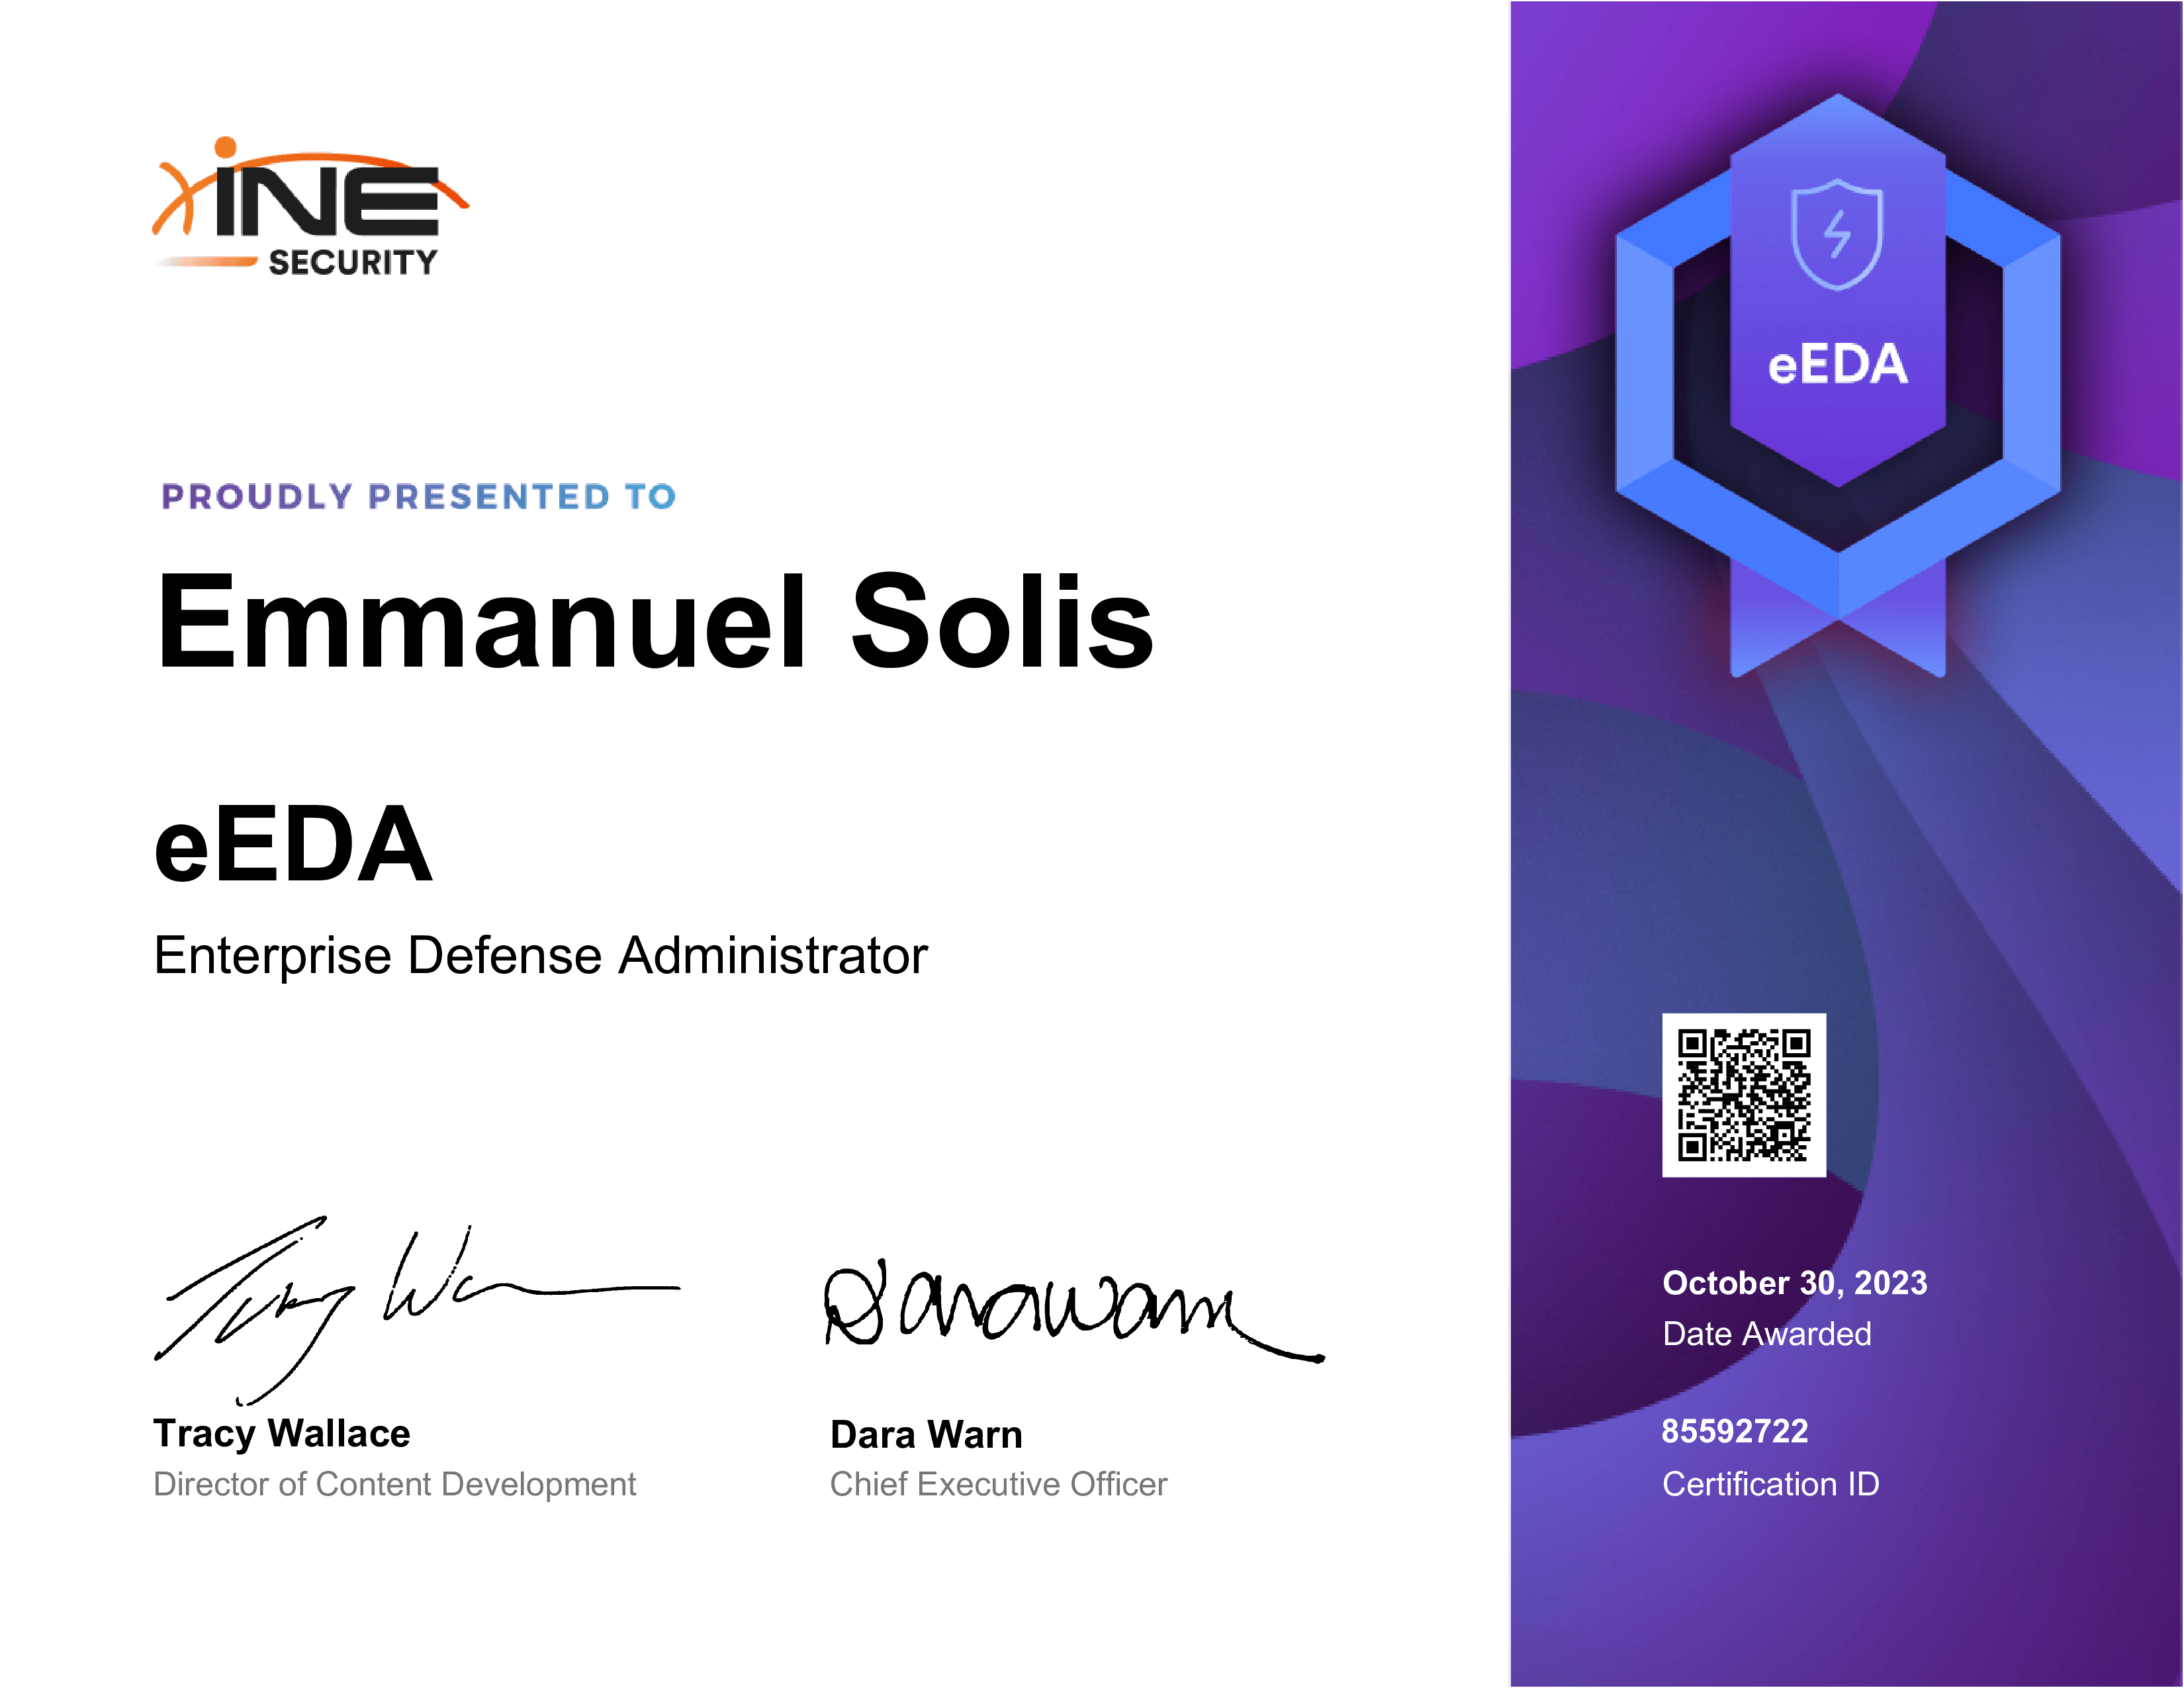 INE
SECURITY
PROUDLY PRESENTED TO
Emmanuel Solis
eEDA
Enterprise Defense Administrator
Tracy Wallace
Director of Content Development
Dara Warn
Chief Executive Officer
eEDA
October 30, 2023
Date Awarded
85592722
Certification ID